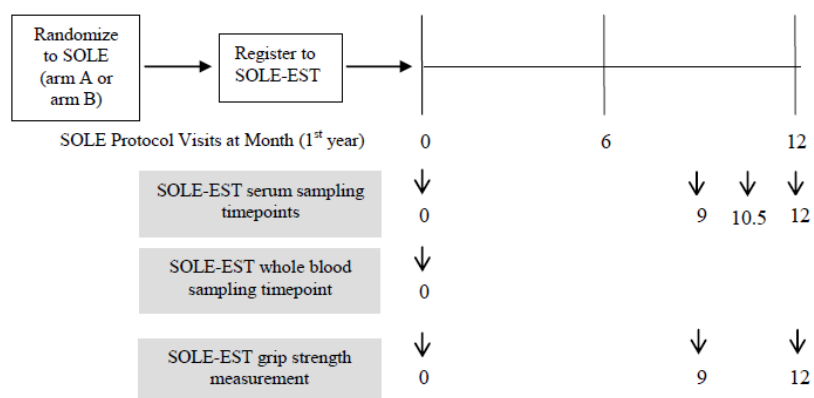 Randomize
to SOLE
(arm A or
arm B)
Register to
SOLE-EST
SOLE Protocol Visits at Month (1st year) 0 6 12
SOLE-EST serum sampling
timepoints
0 9 10.5 12
SOLE-EST whole blood
sampling timepoint
0
SOLE-EST grip strength
measurement
0 9 12